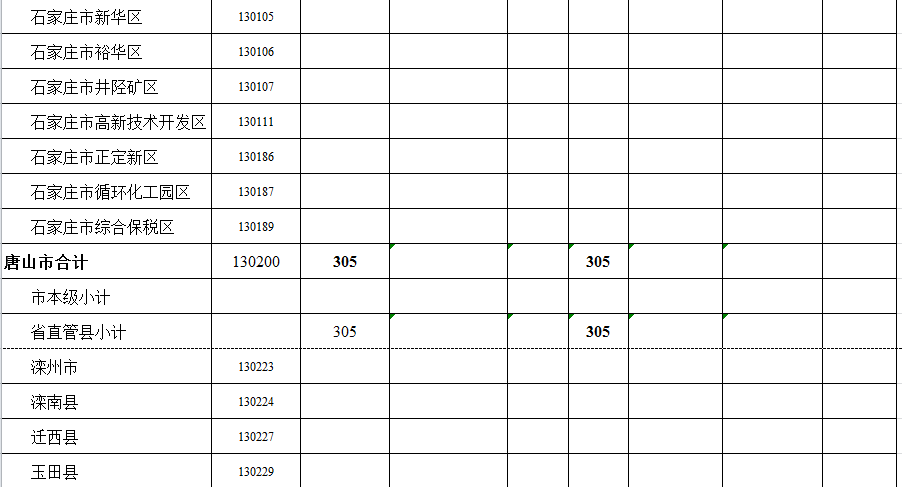 石家庄市新华区 130105
石家庄市裕华区 130106
石家庄市井陉矿区 130107
石家庄市高新技术开发区 130111
石家庄市正定新区 130186
石家庄市循环化工园区 130187
石家庄市综合保税区 130189
唐山市合计 130200 305 305
市本级小计
省直管县小计 305 305
滦州市 130223
滦南县 130224
迁西县 130227
玉田县 130229